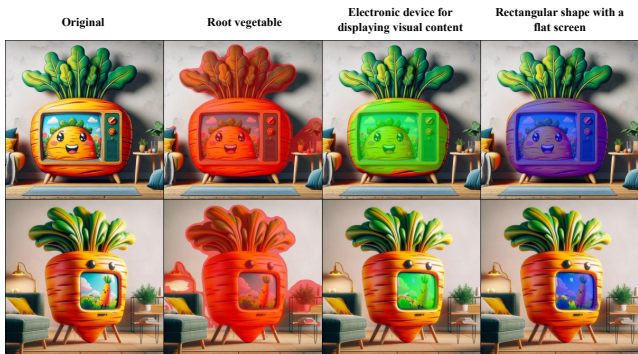 Original
Root vegetable
Electronic device for
displaying visual content
Rectangular shape with a
flat screen